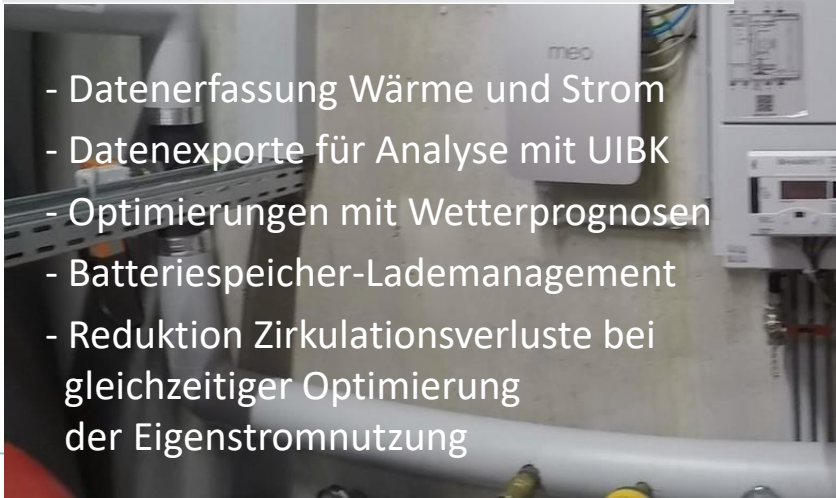 meo
- Datenerfassung Wärme und Strom
- Datenexporte für Analyse mit UIBK
- Optimierungen mit Wetterprognosen
- Batteriespeicher-Lademanagement
- Reduktion Zirkulationsverluste bei
gleichzeitiger Optimierung
der Eigenstromnutzung